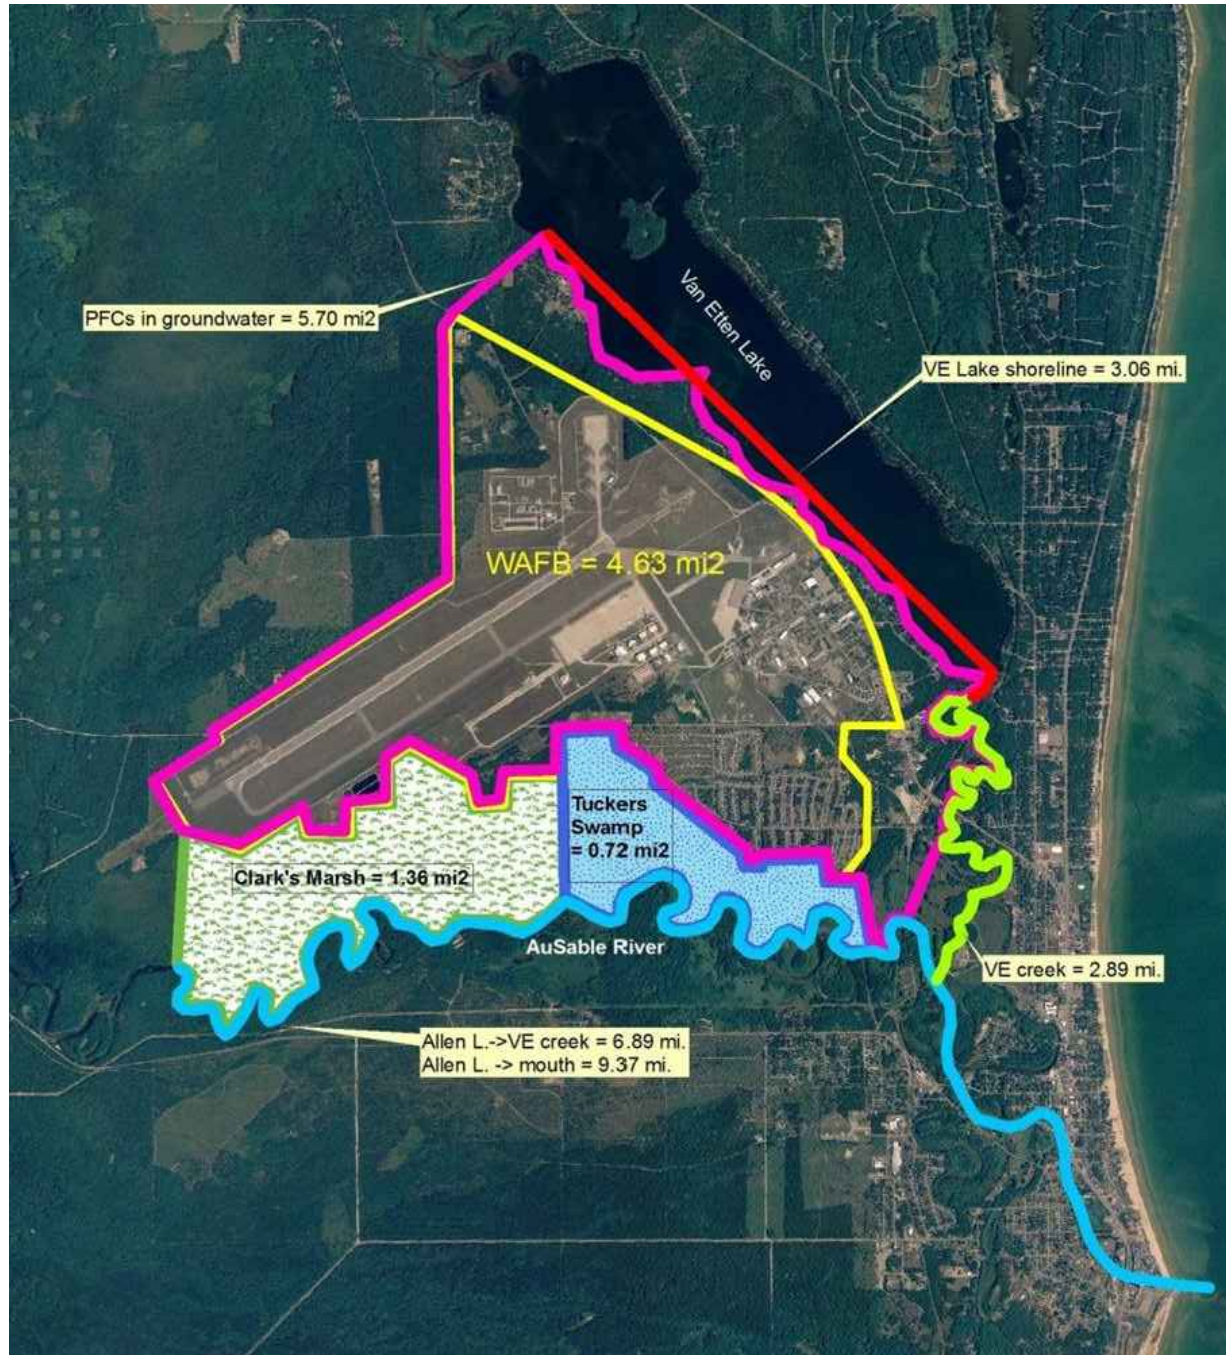 Van Etten Lake
PFCs in groundwater = 5.70 mi2
VE Lake shoreline = 3.06 mi.
WAFB = 4.63 mi2
Tuckers
Swamp
= 0.72 mi2
Clark's Marsh = 1.36 mi2
AuSable River
VE creek = 2.89 mi.
Allen L.->VE creek = 6.89 mi.
Allen L. -> mouth = 9.37 mi.